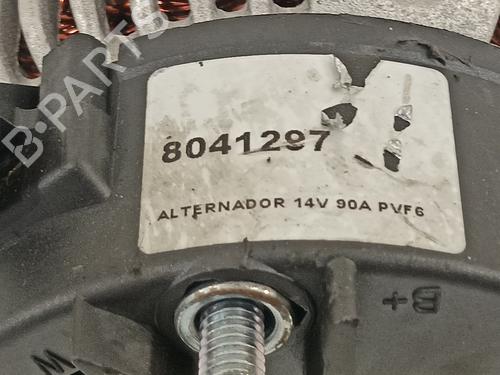 B-PARTS
8041297
ALTERNADOR 14V 90A PVF6
B+
W